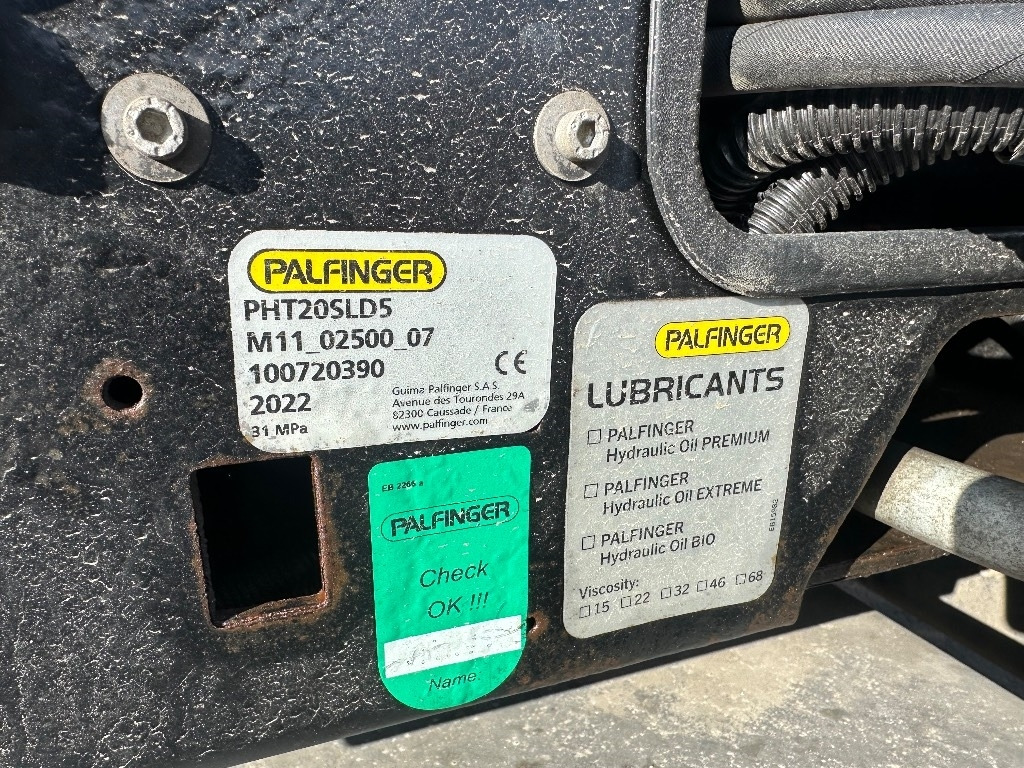 PALFINGER
PHT20SLD5
M11_02500_07
100720390
2022
31 MPa
CE
Guima Palfinger S.A.S.
Avenue des Tourondes 29A
82300 Caussade / France
www.palfinger.com
PALFINGER
LUBRICANTS
☐ PALFINGER
Hydraulic Oil PREMIUM
☐ PALFINGER
Hydraulic Oil EXTREME
☐ PALFINGER
Hydraulic Oil BIO
Viscosity:
☐15 ☐22 ☐32 ☐46 ☐68
EB 2266 a
PALFINGER
Check
OK !!!
Name: